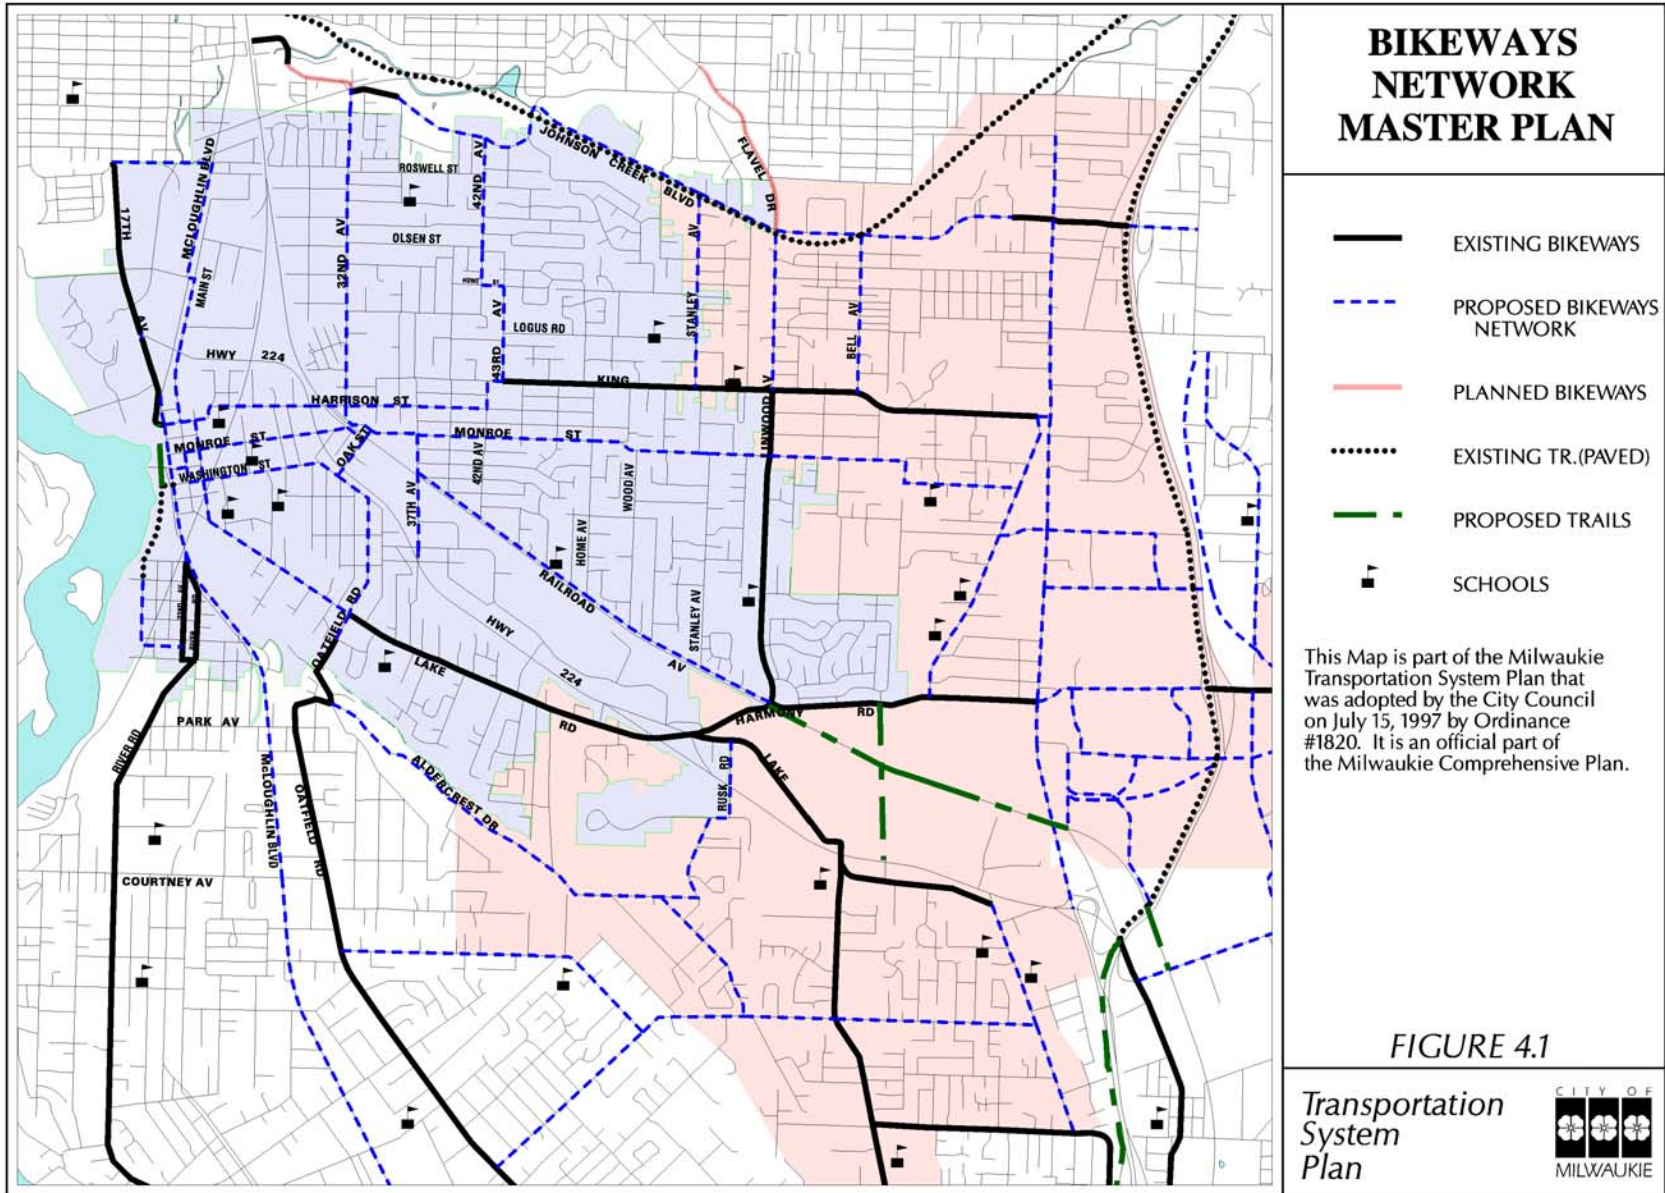 BIKEWAYS
NETWORK
MASTER PLAN
EXISTING BIKEWAYS
PROPOSED BIKEWAYS
NETWORK
PLANNED BIKEWAYS
EXISTING TR.(PAVED)
PROPOSED TRAILS
SCHOOLS
This Map is part of the Milwaukie
Transportation System Plan that
was adopted by the City Council
on July 15, 1997 by Ordinance
#1820. It is an official part of
the Milwaukie Comprehensive Plan.
FIGURE 4.1
Transportation
System
Plan
CITY OF
MILWAUKIE
JOHNSON CREEK BLVD
FLAVEL DR
ROSWELL ST
42ND AV
MCLOUGHLIN BLVD
17TH AV
32ND AV
OLSEN ST
MAIN ST
STANLEY AV
43RD AV
LOGUS RD
BELL AV
HWY 224
KING
LINWOOD AV
HARRISON ST
MONROE ST
MONROE ST
OAK ST
WASHINGTON ST
42ND AV
37TH AV
WOOD AV
HOME AV
RAILROAD AV
STANLEY AV
HWY 224
OATFIELD RD
LAKE RD
HARMONY RD
PARK AV
RIVER RD
McLOUGHLIN BLVD
OATFIELD RD
ALDERCREST DR
RUSK RD
LAKE
COURTNEY AV